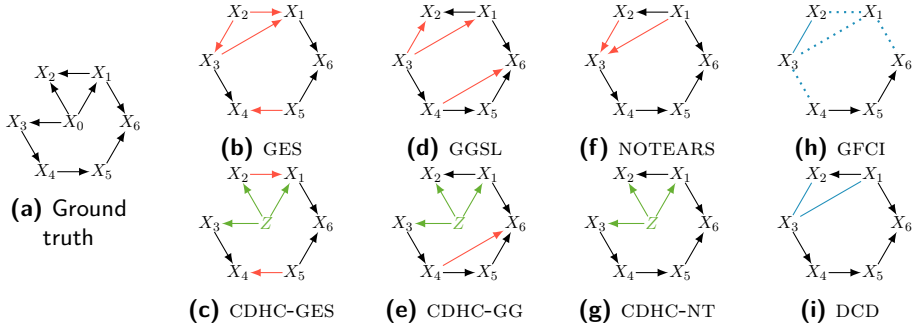 X₂ X₁
X₃ X₀ X₆
X₄ X₅
(a) Ground
truth
X₂ X₁
X₃ X₆
X₄ X₅
(b) GES
X₂ X₁
X₃ X₆
X₄ X₅
(d) GGSL
X₂ X₁
X₃ X₆
X₄ X₅
(f) NOTEARS
X₂ X₁
X₃ X₆
X₄ X₅
(h) GFCI
X₂ X₁
X₃ Z X₆
X₄ X₅
(c) CDHC-GES
X₂ X₁
X₃ Z X₆
X₄ X₅
(e) CDHC-GG
X₂ X₁
X₃ Z X₆
X₄ X₅
(g) CDHC-NT
X₂ X₁
X₃ X₆
X₄ X₅
(i) DCD